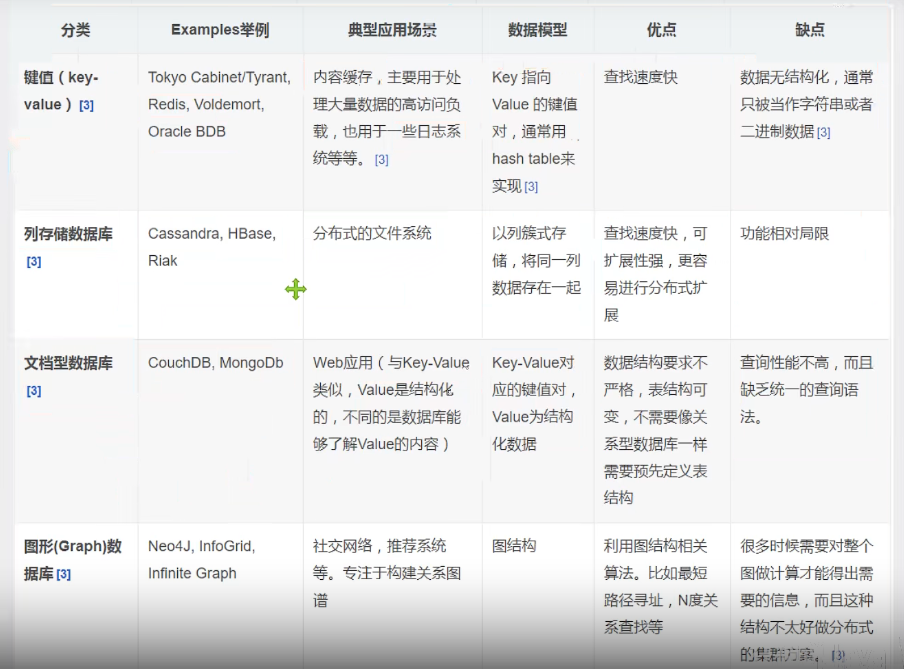 分类
Examples举例
典型应用场景
数据模型
优点
缺点
键值（key-
value）[3]
Tokyo Cabinet/Tyrant,
Redis, Voldemort,
Oracle BDB
内容缓存，主要用于处
理大量数据的高访问负
载，也用于一些日志系
统等等。[3]
Key 指向
Value 的键值
对，通常用
hash table来
实现[3]
查找速度快
数据无结构化，通常
只被当作字符串或者
二进制数据[3]
列存储数据库
[3]
Cassandra, HBase,
Riak
分布式的文件系统
以列簇式存
储，将同一列
数据存在一起
查找速度快，可
扩展性强，更容
易进行分布式扩
展
功能相对局限
文档型数据库
[3]
CouchDB, MongoDb
Web应用（与Key-Value
类似，Value是结构化
的，不同的是数据库能
够了解Value的内容）
Key-Value对
应的键值对，
Value为结构
化数据
数据结构要求不
严格，表结构可
变，不需要像关
系型数据库一样
需要预先定义表
结构
查询性能不高，而且
缺乏统一的查询语
法。
图形(Graph)数
据库[3]
Neo4J, InfoGrid,
Infinite Graph
社交网络，推荐系统
等。专注于构建关系图
谱
图结构
利用图结构相关
算法。比如最短
路径寻址，N度关
系查找等
很多时候需要对整个
图做计算才能得出需
要的信息，而且这种
结构不太好做分布式
的集群方案。[3]